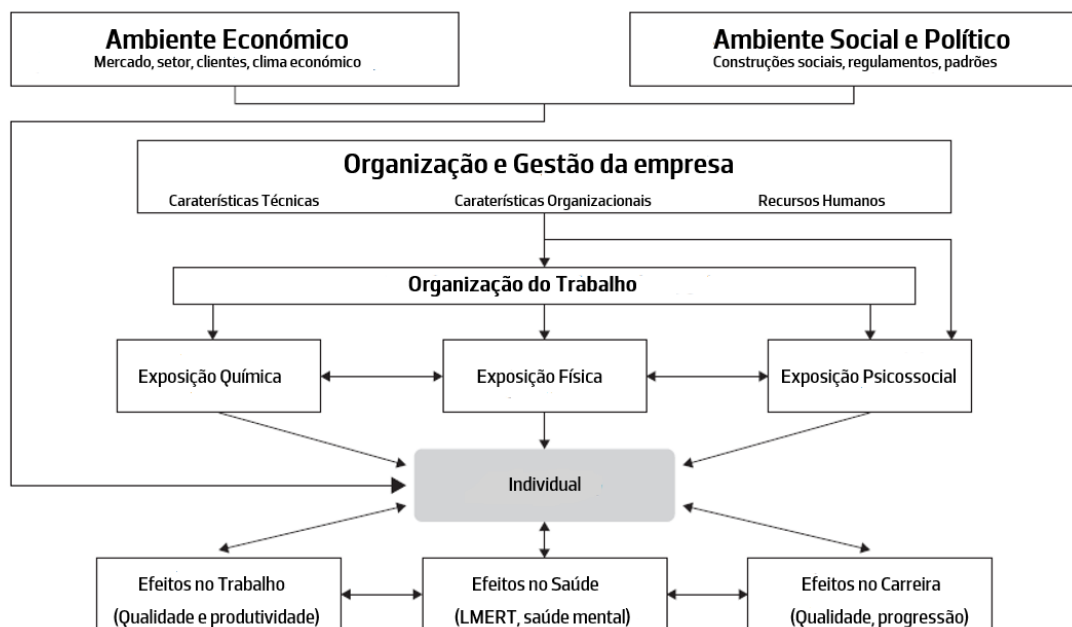 Ambiente Económico
Mercado, setor, clientes, clima económico
Ambiente Social e Político
Construções sociais, regulamentos, padrões
Organização e Gestão da empresa
Caraterísticas Técnicas
Caraterísticas Organizacionais
Recursos Humanos
Organização do Trabalho
Exposição Química
Exposição Física
Exposição Psicossocial
Individual
Efeitos no Trabalho
(Qualidade e produtividade)
Efeitos no Saúde
(LMERT, saúde mental)
Efeitos no Carreira
(Qualidade, progressão)